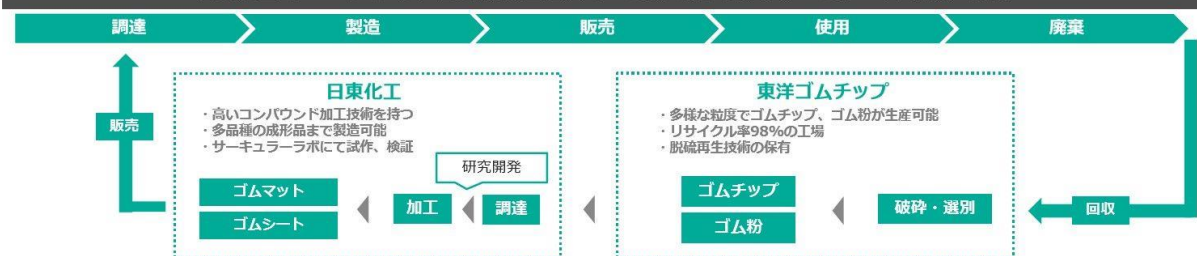 調達
製造
販売
使用
廃棄
販売
日東化工
・高いコンパウンド加工技術を持つ
・多品種の成形品まで製造可能
・サーキュラーラボにて試作、検証
研究開発
ゴムマット
ゴムシート
加工
調達
東洋ゴムチップ
・多様な粒度でゴムチップ、ゴム粉が生産可能
・リサイクル率98%の工場
・脱硫再生技術の保有
ゴムチップ
ゴム粉
破砕・選別
回収